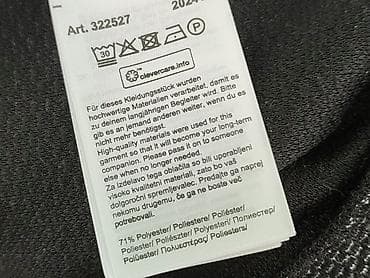 Art. 322527
2024
30
clevercare.info
Für dieses Kleidungsstück wurden
hochwertige Materialien verarbeitet, damit es
zu deinem langjährigen Begleiter wird. Bitte
gib es an jemand anderen weiter, wenn du es
nicht mehr benötigst.
High-quality materials were used for this
garment so that it will become your long-term
companion. Please pass it on to someone
else when no longer needed.
Za izdelavo tega oblačila so bili uporabljeni
visoko kvalitetni materiali, zato bo vaš
dolgoročni spremljevalec. Predajte ga naprej
nekomu drugemu, če ga ne boste več
potrebovali.
71% Polyester/ Poliestere/ Poliéster/
Poliester/ Poliészter/ Polyesteri/ Полиестер/
Polyester/ Πολυεστέρας/ Poliesteris/